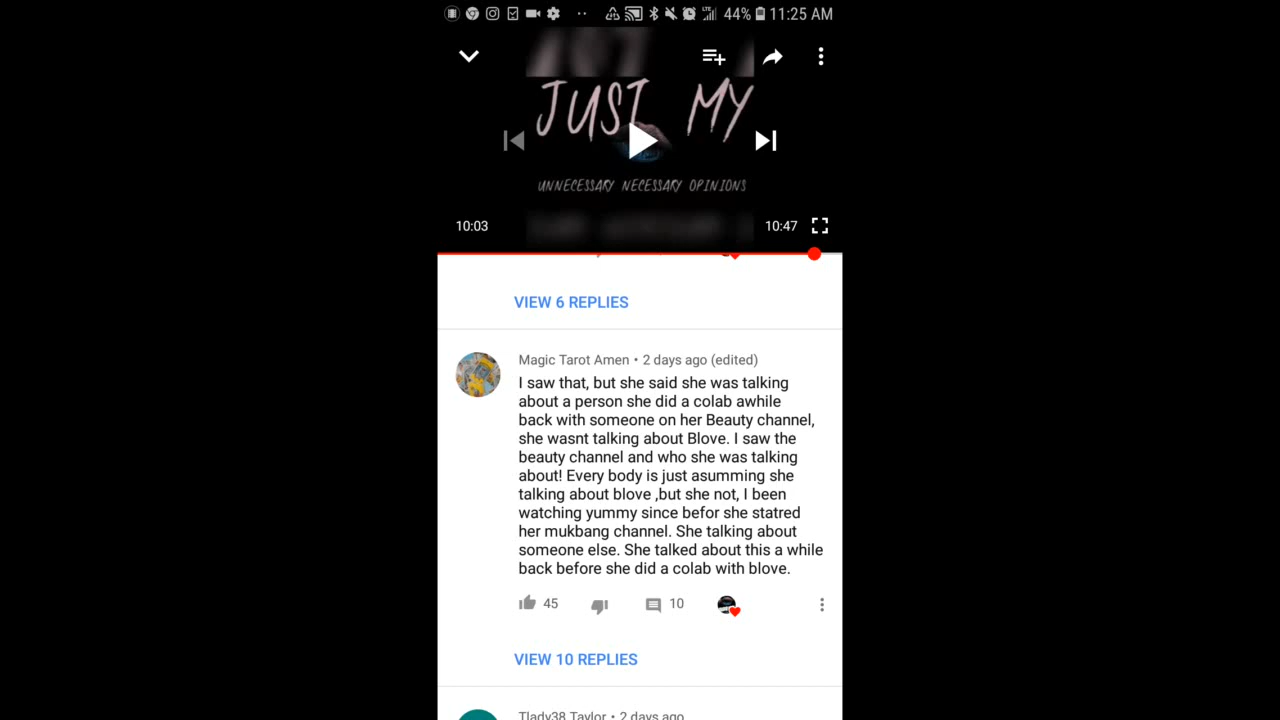 LTE 44% 11:25 AM
JUST MY
UNNECESSARY NECESSARY OPINIONS
10:03 10:47
VIEW 6 REPLIES
Magic Tarot Amen • 2 days ago (edited)
I saw that, but she said she was talking
about a person she did a colab awhile
back with someone on her Beauty channel,
she wasnt talking about Blove. I saw the
beauty channel and who she was talking
about! Every body is just asumming she
talking about blove ,but she not, I been
watching yummy since befor she statred
her mukbang channel. She talking about
someone else. She talked about this a while
back before she did a colab with blove.
45 10
VIEW 10 REPLIES
Tlady38 Taylor • 2 days ago